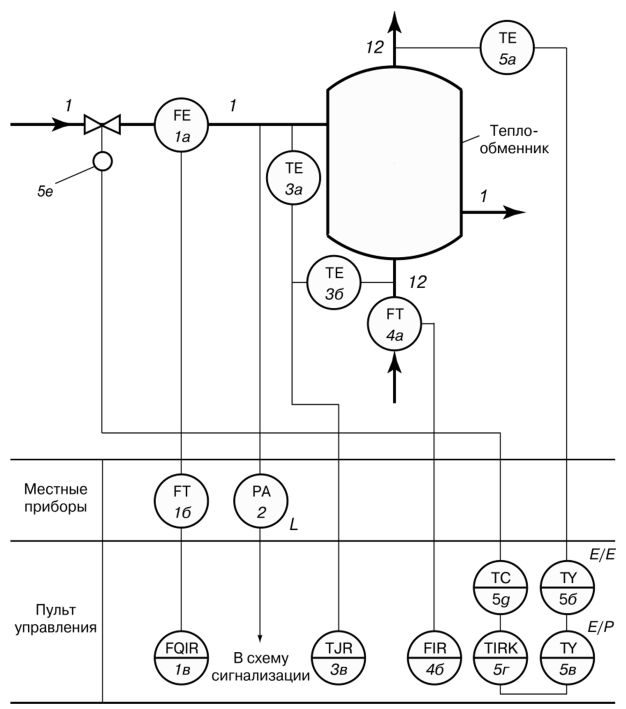 12
TE
5а
1
FE
1а
1
Тепло-
обменник
TE
3а
5е
1
TE
3б
12
FT
4а
Местные
приборы
FT
1б
PA
2
L
E/E
TC
5g
TY
5б
Пульт
управления
E/P
FQIR
1в
В схему
сигнализации
TJR
3в
FIR
4б
TIRK
5г
TY
5в